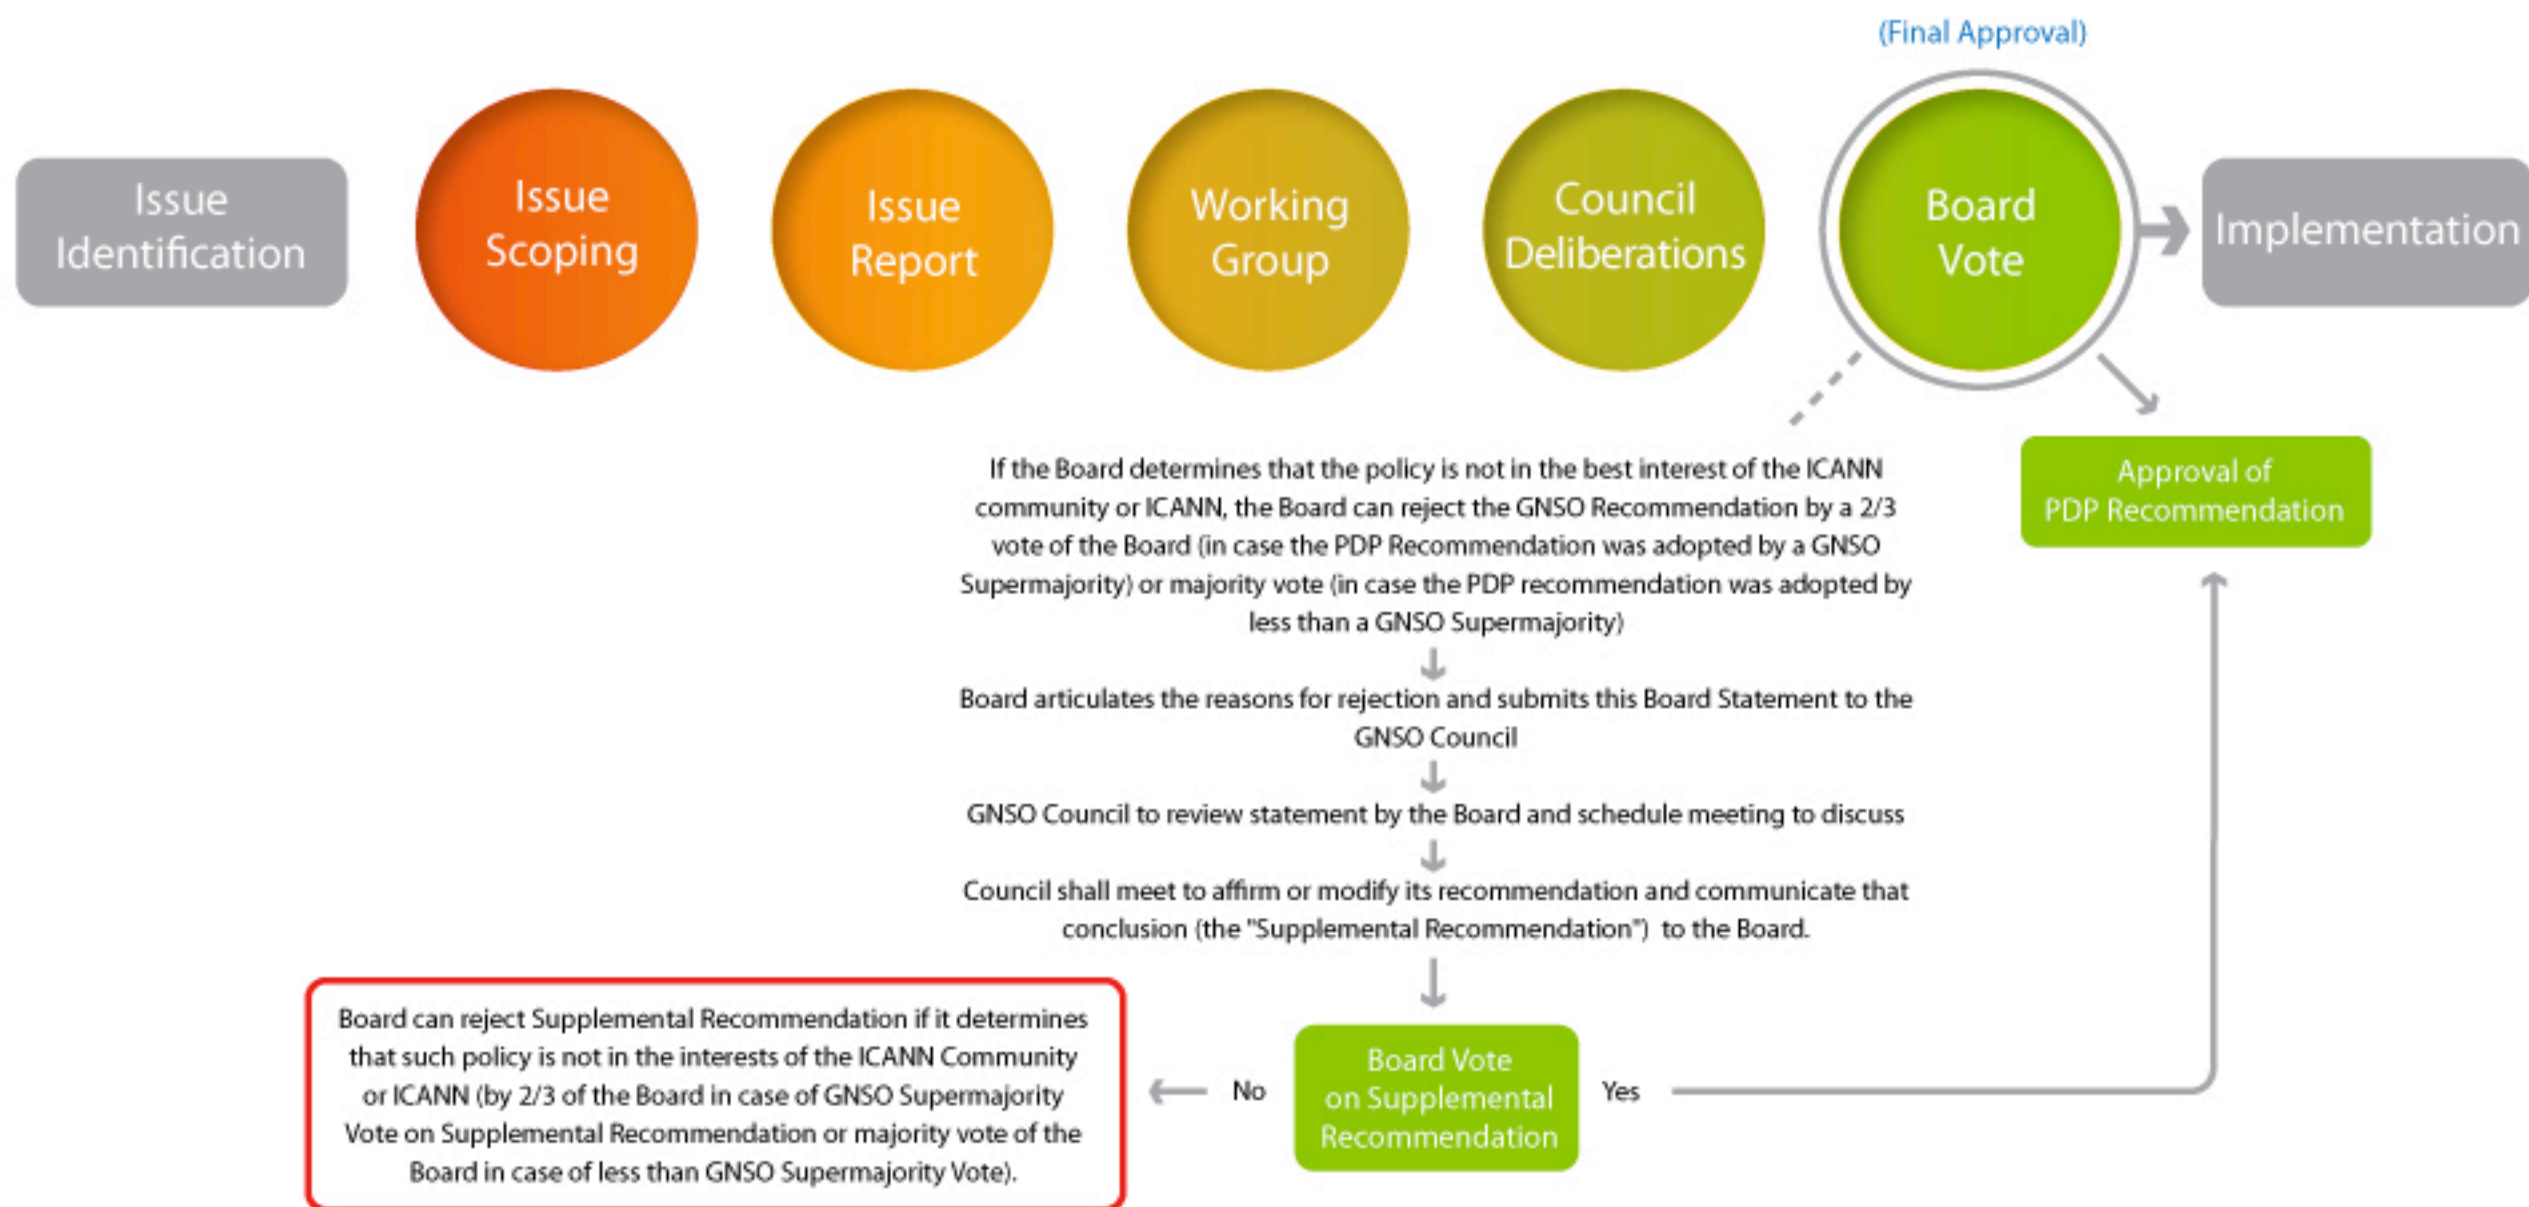 (Final Approval)
Issue
Identification
Issue
Scoping
Issue
Report
Working
Group
Council
Deliberations
Board
Vote
Implementation
If the Board determines that the policy is not in the best interest of the ICANN
community or ICANN, the Board can reject the GNSO Recommendation by a 2/3
vote of the Board (in case the PDP Recommendation was adopted by a GNSO
Supermajority) or majority vote (in case the PDP recommendation was adopted by
less than a GNSO Supermajority)
Approval of
PDP Recommendation
Board articulates the reasons for rejection and submits this Board Statement to the
GNSO Council
GNSO Council to review statement by the Board and schedule meeting to discuss
Council shall meet to affirm or modify its recommendation and communicate that
conclusion (the "Supplemental Recommendation") to the Board.
Board can reject Supplemental Recommendation if it determines
that such policy is not in the interests of the ICANN Community
or ICANN (by 2/3 of the Board in case of GNSO Supermajority
Vote on Supplemental Recommendation or majority vote of the
Board in case of less than GNSO Supermajority Vote).
No
Board Vote
on Supplemental
Recommendation
Yes